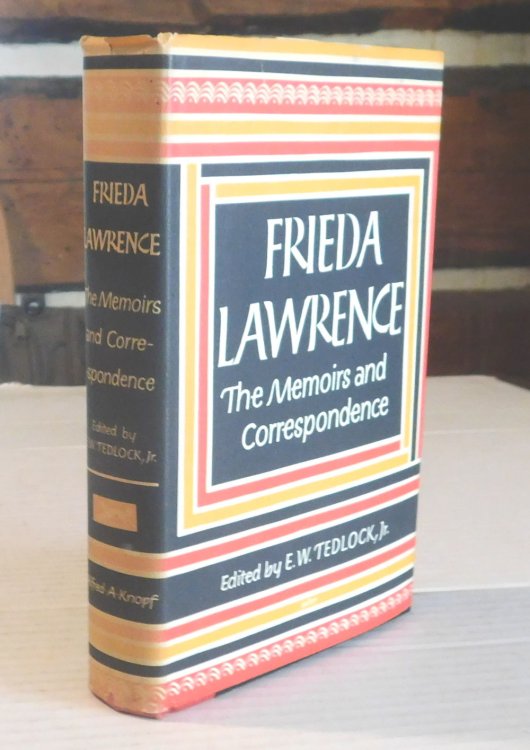 FRIEDA
LAWRENCE
The Memoirs
and Corre-
spondence
Edited by
E.W. TEDLOCK, Jr.
Alfred A. Knopf
FRIEDA
LAWRENCE
The Memoirs and
Correspondence
Edited by E.W. TEDLOCK, Jr.